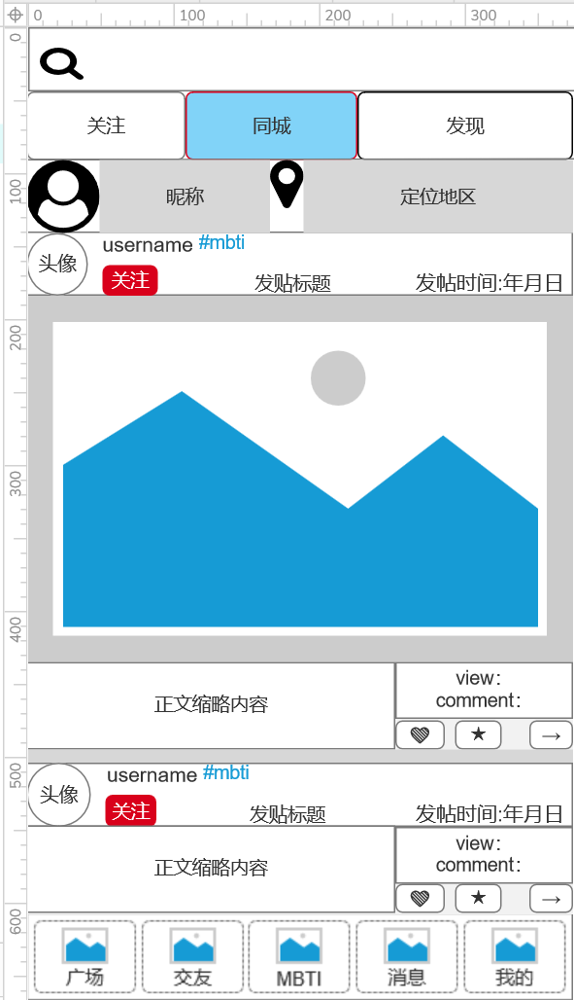 0 100 200 300
0
关注 同城 发现
100
昵称 定位地区
头像 username #mbti
关注 发贴标题 发帖时间:年月日
200
300
400
正文缩略内容
view:
comment:
→
500
头像 username #mbti
关注 发贴标题 发帖时间:年月日
正文缩略内容
view:
comment:
→
600
广场 交友 MBTI 消息 我的